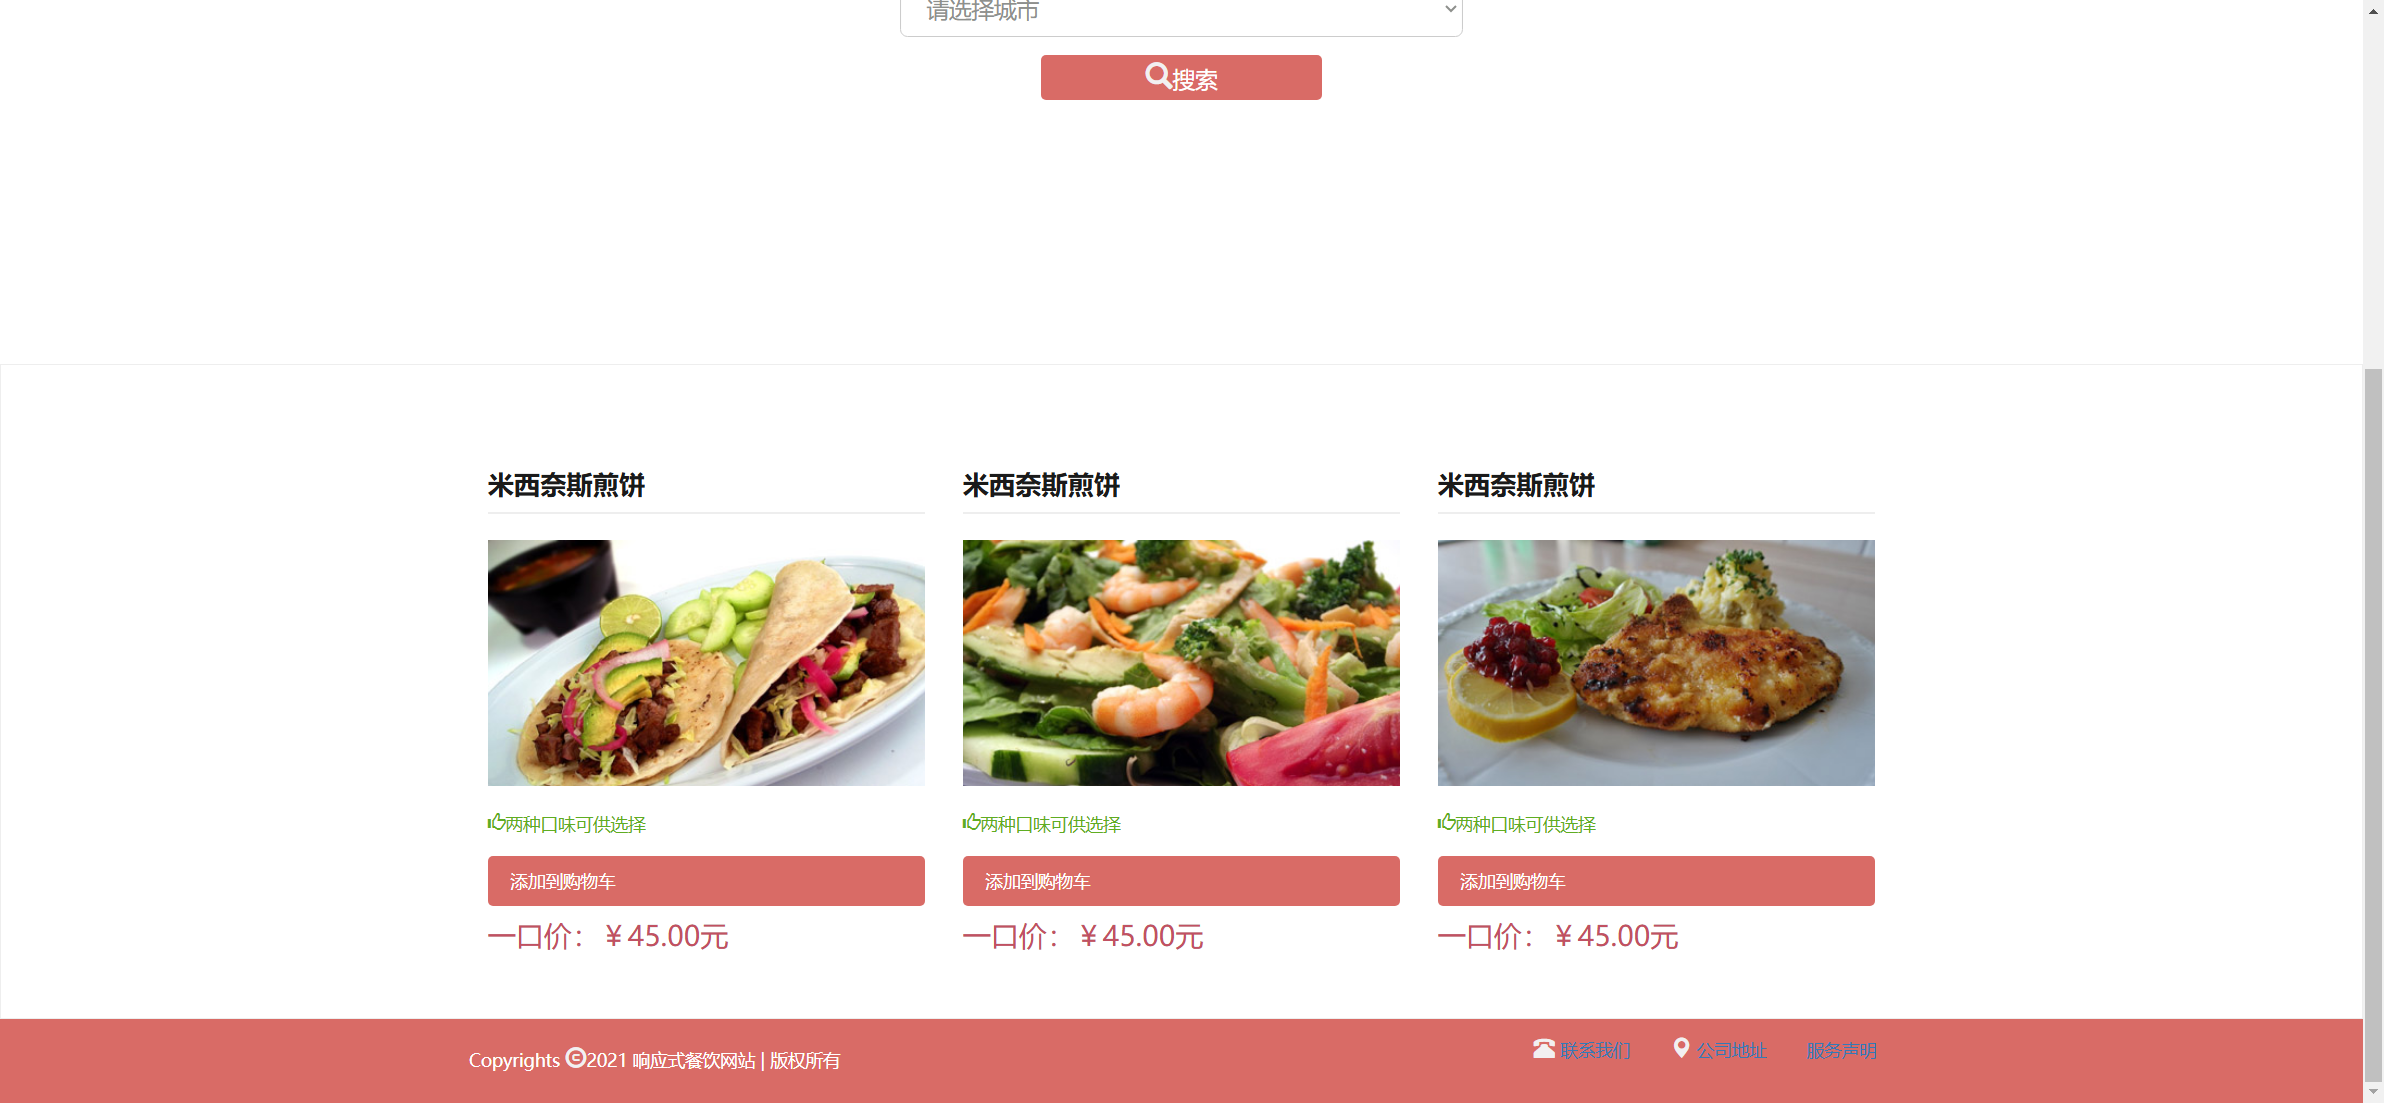 请选择城市
搜索
米西奈斯煎饼
米西奈斯煎饼
米西奈斯煎饼
两种口味可供选择
两种口味可供选择
两种口味可供选择
添加到购物车
添加到购物车
添加到购物车
一口价：￥45.00元
一口价：￥45.00元
一口价：￥45.00元
Copyrights ©2021 响应式餐饮网站 | 版权所有
联系我们 公司地址 服务声明